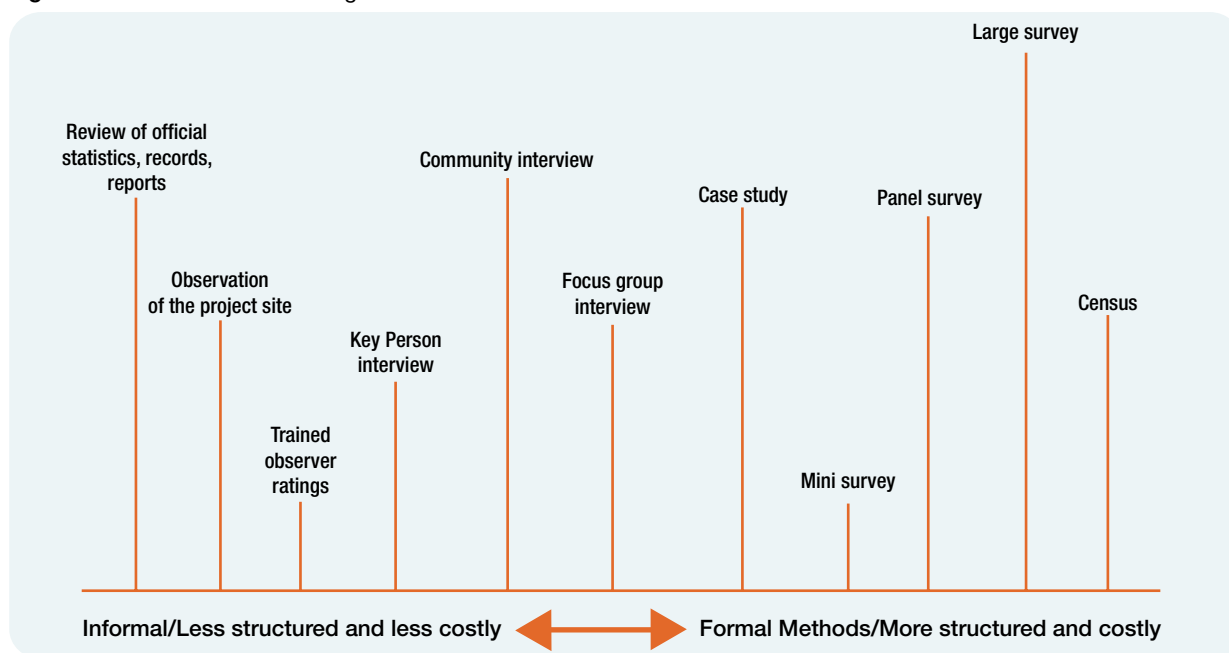 Large survey
Review of official
statistics, records,
reports
Community interview
Case study
Panel survey
Observation
of the project site
Focus group
interview
Census
Key Person
interview
Trained
observer
ratings
Mini survey
Informal/Less structured and less costly
Formal Methods/More structured and costly